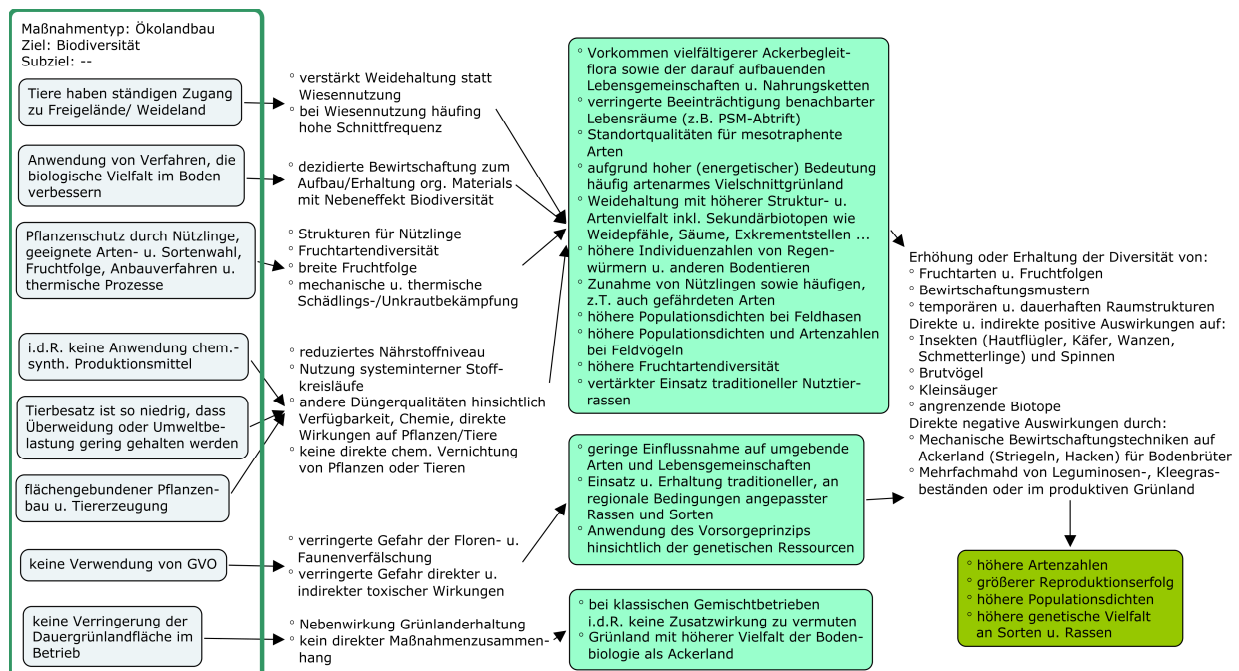 Maßnahmentyp: Ökolandbau
Ziel: Biodiversität
Subziel: --
Tiere haben ständigen Zugang
zu Freigelände/ Weideland
Anwendung von Verfahren, die
biologische Vielfalt im Boden
verbessern
Pflanzenschutz durch Nützlinge,
geeignete Arten- u. Sortenwahl,
Fruchtfolge, Anbauverfahren u.
thermische Prozesse
i.d.R. keine Anwendung chem.-
synth. Produktionsmittel
Tierbesatz ist so niedrig, dass
Überweidung oder Umweltbe-
lastung gering gehalten werden
flächengebundener Pflanzen-
bau u. Tiererzeugung
keine Verwendung von GVO
keine Verringerung der
Dauergrünlandfläche im
Betrieb
° verstärkt Weidehaltung statt
Wiesennutzung
° bei Wiesennutzung häufing
hohe Schnittfrequenz
° dezidierte Bewirtschaftung zum
Aufbau/Erhaltung org. Materials
mit Nebeneffekt Biodiversität
° Strukturen für Nützlinge
° Fruchtartendiversität
° breite Fruchtfolge
° mechanische u. thermische
Schädlings-/Unkrautbekämpfung
° reduziertes Nährstoffniveau
° Nutzung systeminterner Stoff-
kreisläufe
° andere Düngerqualitäten hinsichtlich
Verfügbarkeit, Chemie, direkte
Wirkungen auf Pflanzen/Tiere
° keine direkte chem. Vernichtung
von Pflanzen oder Tieren
° verringerte Gefahr der Floren- u.
Faunenverfälschung
° verringerte Gefahr direkter u.
indirekter toxischer Wirkungen
° Nebenwirkung Grünlanderhaltung
° kein direkter Maßnahmenzusammen-
hang
° Vorkommen vielfältigerer Ackerbegleit-
flora sowie der darauf aufbauenden
Lebensgemeinschaften u. Nahrungsketten
° verringerte Beeinträchtigung benachbarter
Lebensräume (z.B. PSM-Abtrift)
° Standortqualitäten für mesotraphente
Arten
° aufgrund hoher (energetischer) Bedeutung
häufig artenarmes Vielschnittgrünland
° Weidehaltung mit höherer Struktur- u.
Artenvielfalt inkl. Sekundärbiotopen wie
Weidepfähle, Säume, Exkrementstellen ...
° höhere Individuenzahlen von Regen-
würmern u. anderen Bodentieren
° Zunahme von Nützlingen sowie häufigen,
z.T. auch gefährdeten Arten
° höhere Populationsdichten bei Feldhasen
° höhere Populationsdichten und Artenzahlen
bei Feldvögeln
° höhere Fruchtartendiversität
° vertärkter Einsatz traditioneller Nutztier-
rassen
° geringe Einflussnahme auf umgebende
Arten und Lebensgemeinschaften
° Einsatz u. Erhaltung traditioneller, an
regionale Bedingungen angepasster
Rassen und Sorten
° Anwendung des Vorsorgeprinzips
hinsichtlich der genetischen Ressourcen
° bei klassischen Gemischtbetrieben
i.d.R. keine Zusatzwirkung zu vermuten
° Grünland mit höherer Vielfalt der Boden-
biologie als Ackerland
Erhöhung oder Erhaltung der Diversität von:
° Fruchtarten u. Fruchtfolgen
° Bewirtschaftungsmustern
° temporären u. dauerhaften Raumstrukturen
Direkte u. indirekte positive Auswirkungen auf:
° Insekten (Hautflügler, Käfer, Wanzen,
Schmetterlinge) und Spinnen
° Brutvögel
° Kleinsäuger
° angrenzende Biotope
Direkte negative Auswirkungen durch:
° Mechanische Bewirtschaftungstechniken auf
Ackerland (Striegeln, Hacken) für Bodenbrüter
° Mehrfachmahd von Leguminosen-, Kleegras-
beständen oder im produktiven Grünland
° höhere Artenzahlen
° größerer Reproduktionserfolg
° höhere Populationsdichten
° höhere genetische Vielfalt
an Sorten u. Rassen